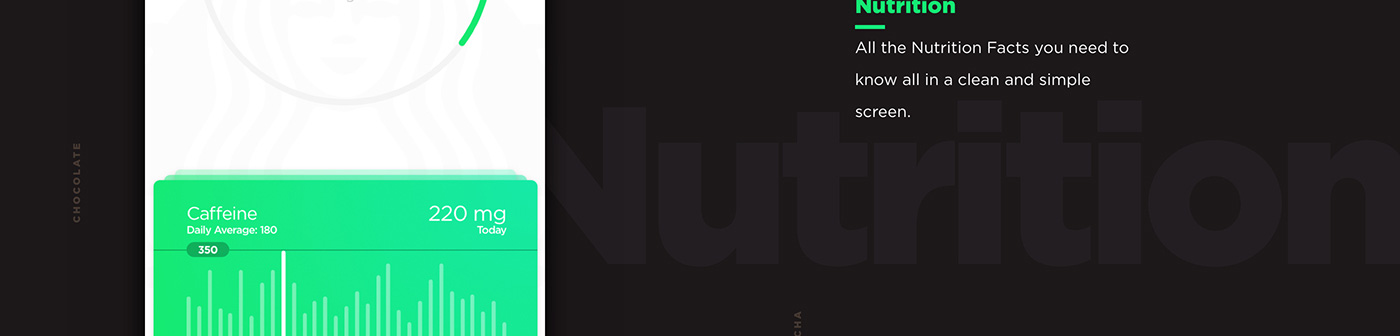 Nutrition
All the Nutrition Facts you need to
know all in a clean and simple
screen.
Nutrition
CHOCOLATE
Caffeine
220 mg
Daily Average: 180
Today
350